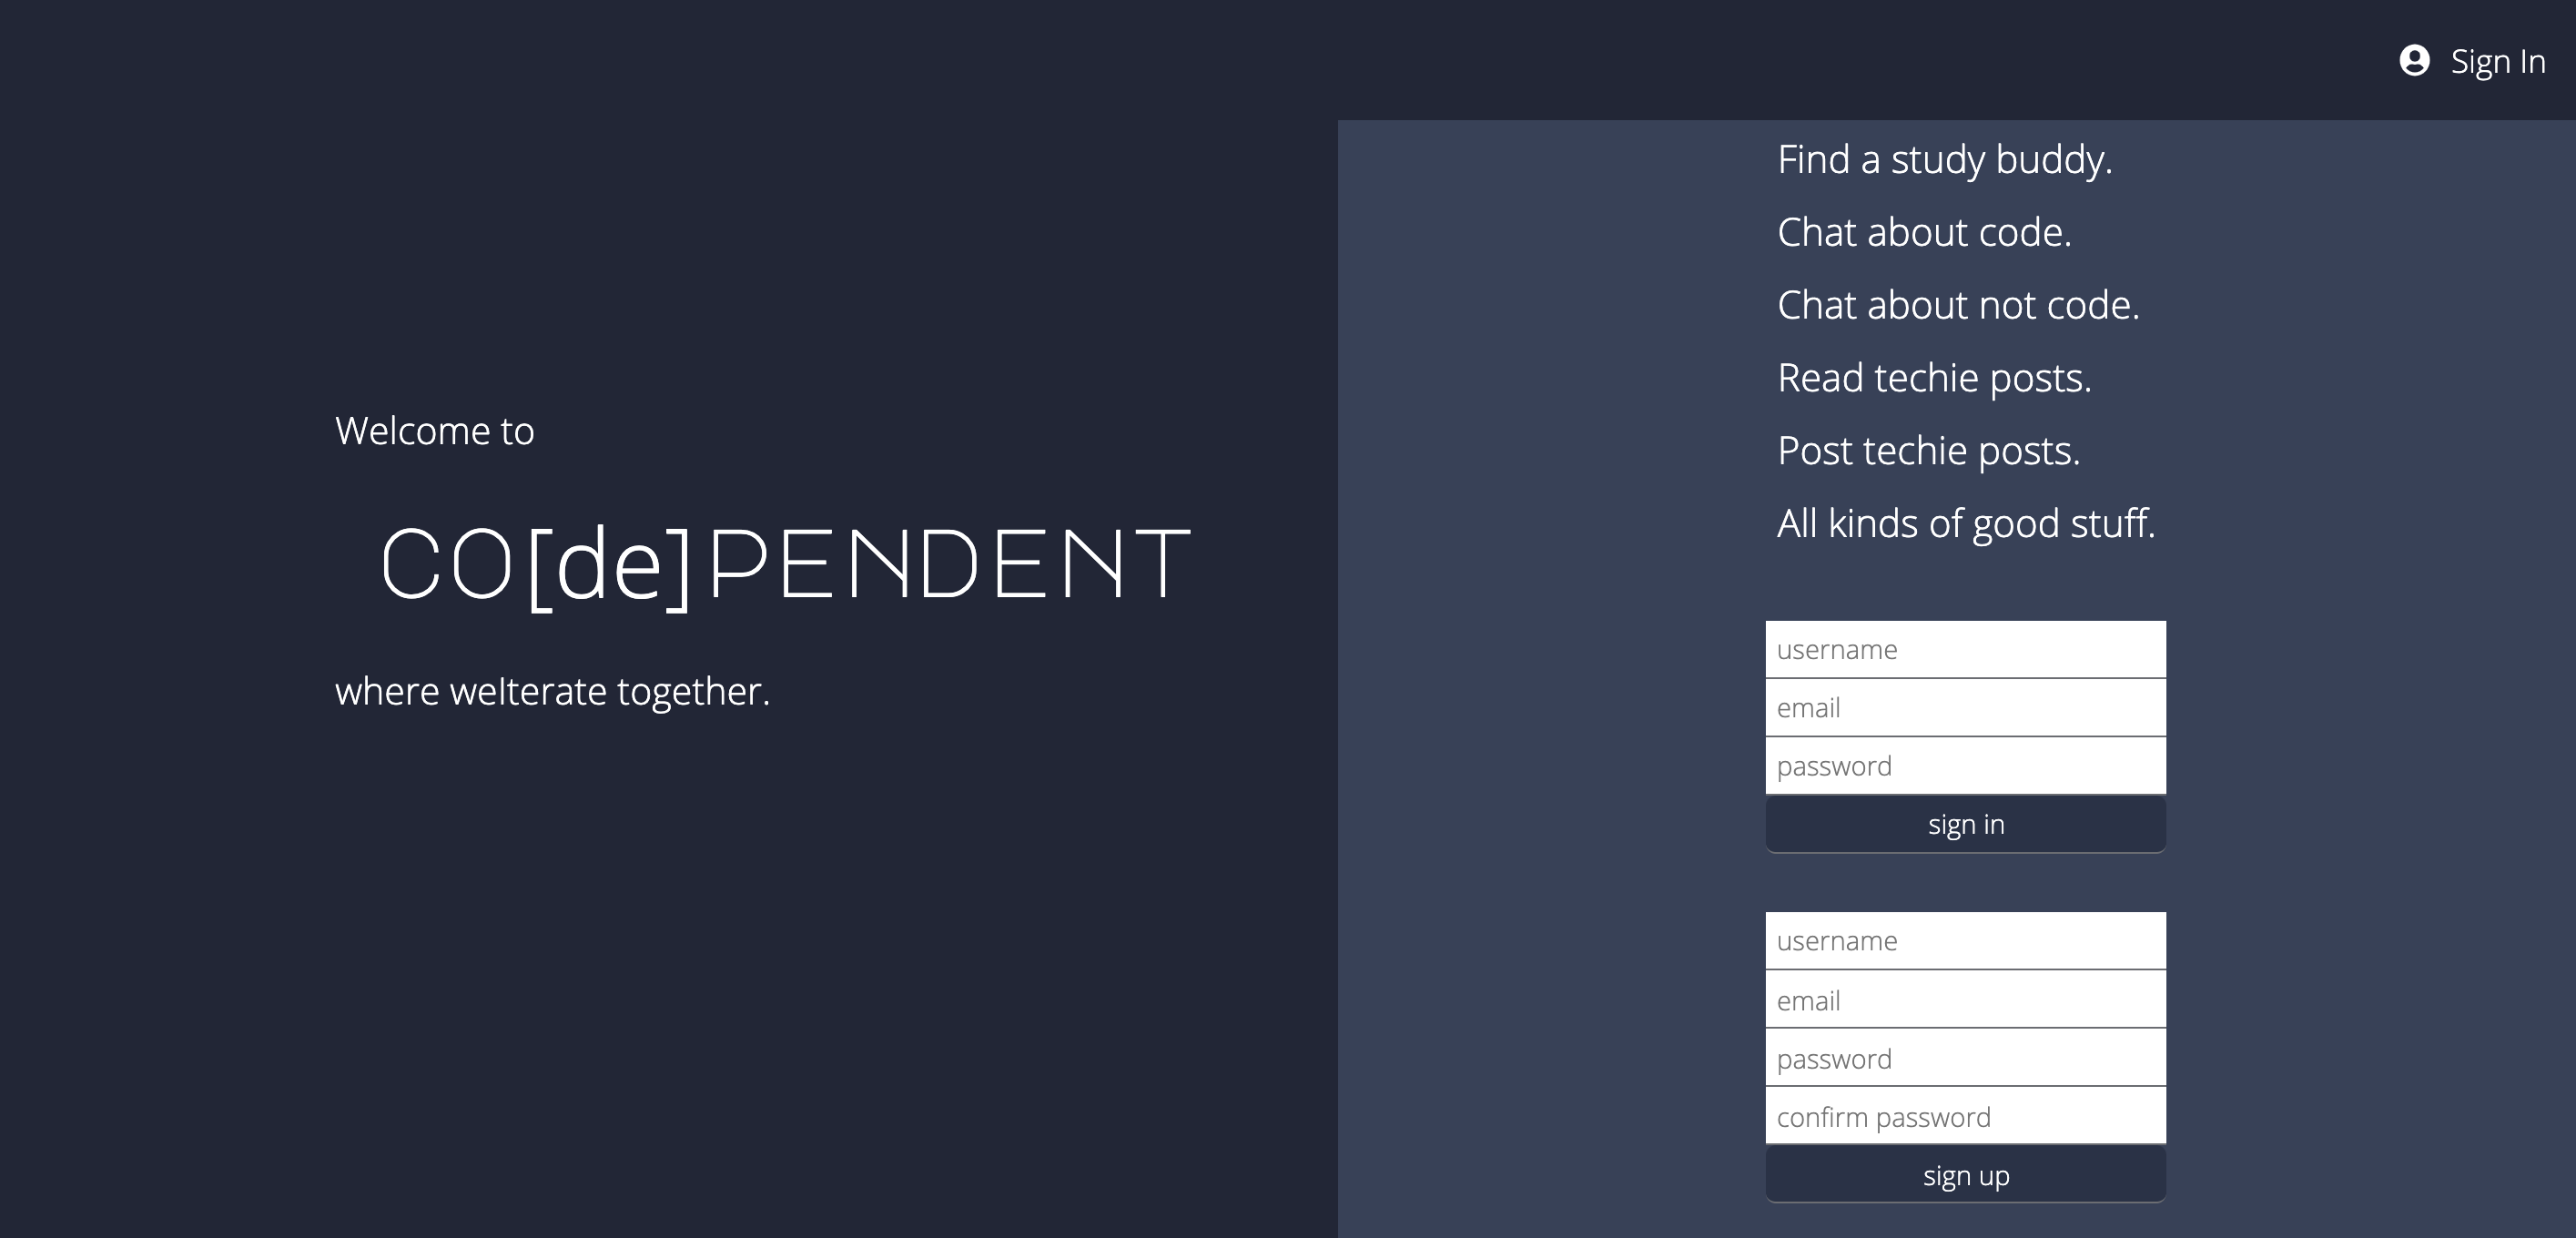 Sign In
Welcome to
CO[de]PENDENT
where welterate together.
Find a study buddy.
Chat about code.
Chat about not code.
Read techie posts.
Post techie posts.
All kinds of good stuff.
username
email
password
sign in
username
email
password
confirm password
sign up